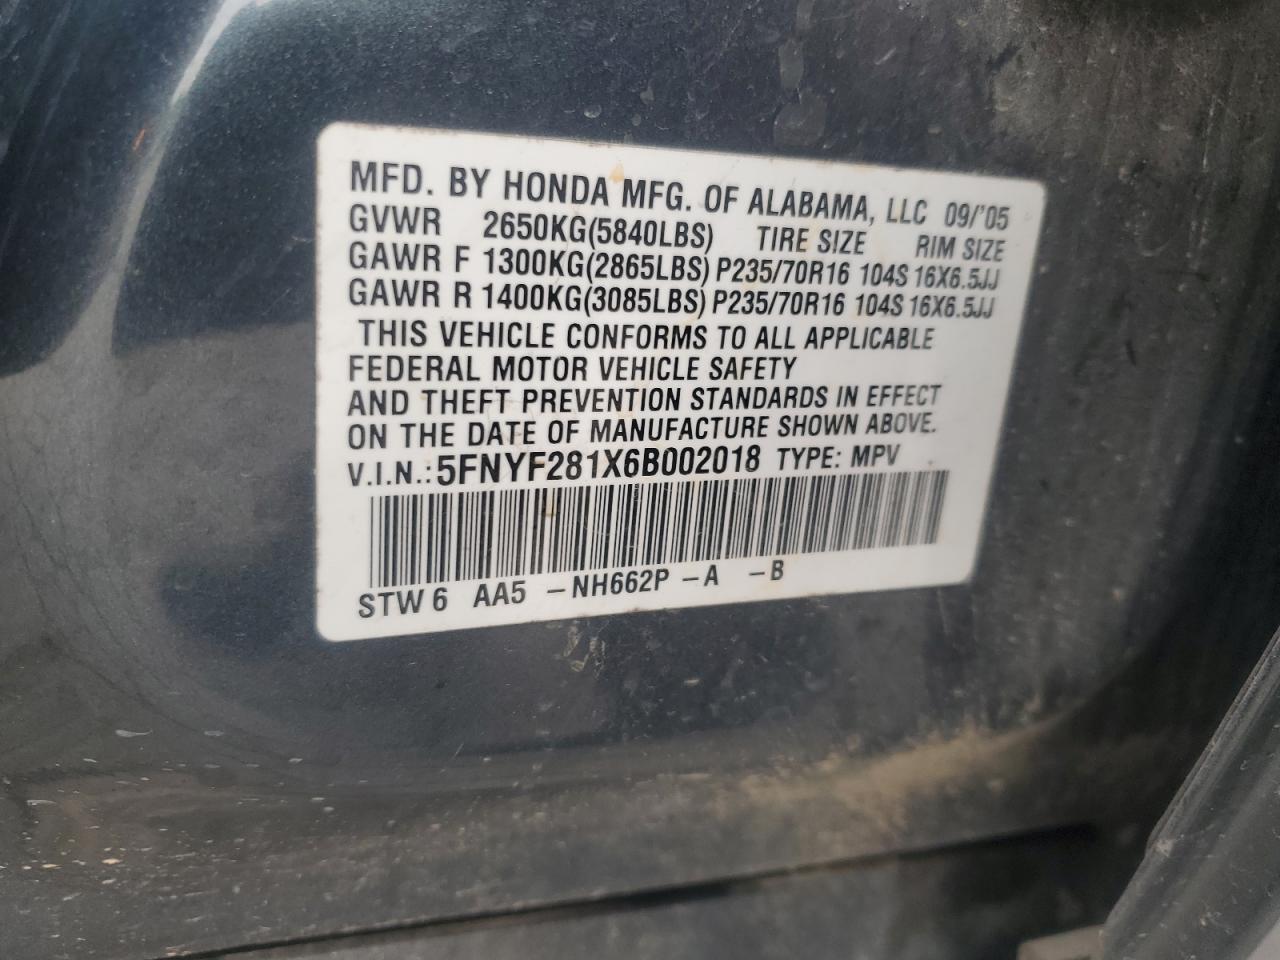 MFD. BY HONDA MFG. OF ALABAMA, LLC 09/'05
GVWR 2650KG(5840LBS) TIRE SIZE RIM SIZE
GAWR F 1300KG(2865LBS) P235/70R16 104S 16X6.5JJ
GAWR R 1400KG(3085LBS) P235/70R16 104S 16X6.5JJ
THIS VEHICLE CONFORMS TO ALL APPLICABLE
FEDERAL MOTOR VEHICLE SAFETY
AND THEFT PREVENTION STANDARDS IN EFFECT
ON THE DATE OF MANUFACTURE SHOWN ABOVE.
V.I.N.: 5FNYF281X6B002018 TYPE: MPV
STW6 AA5 -NH662P -A -B